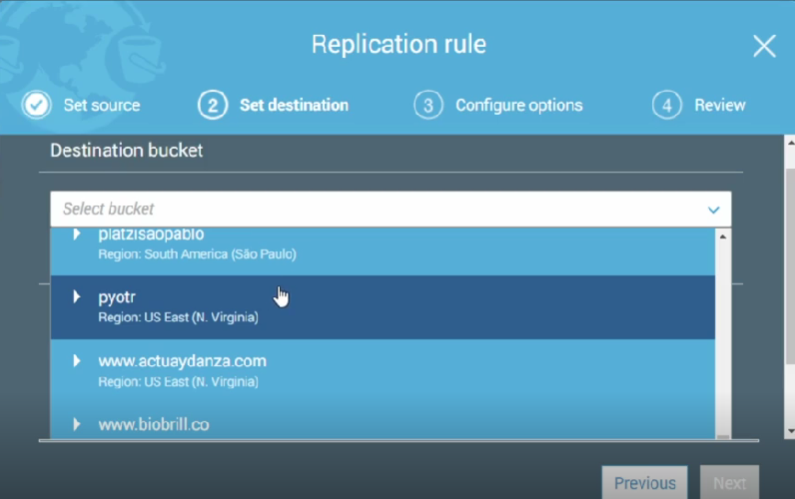 Replication rule
Set source
2 Set destination
3 Configure options
4 Review
Destination bucket
Select bucket
platzisaopablo
Region: South America (São Paulo)
pyotr
Region: US East (N. Virginia)
www.actuaydanza.com
Region: US East (N. Virginia)
www.biobrill.co
Previous
Next